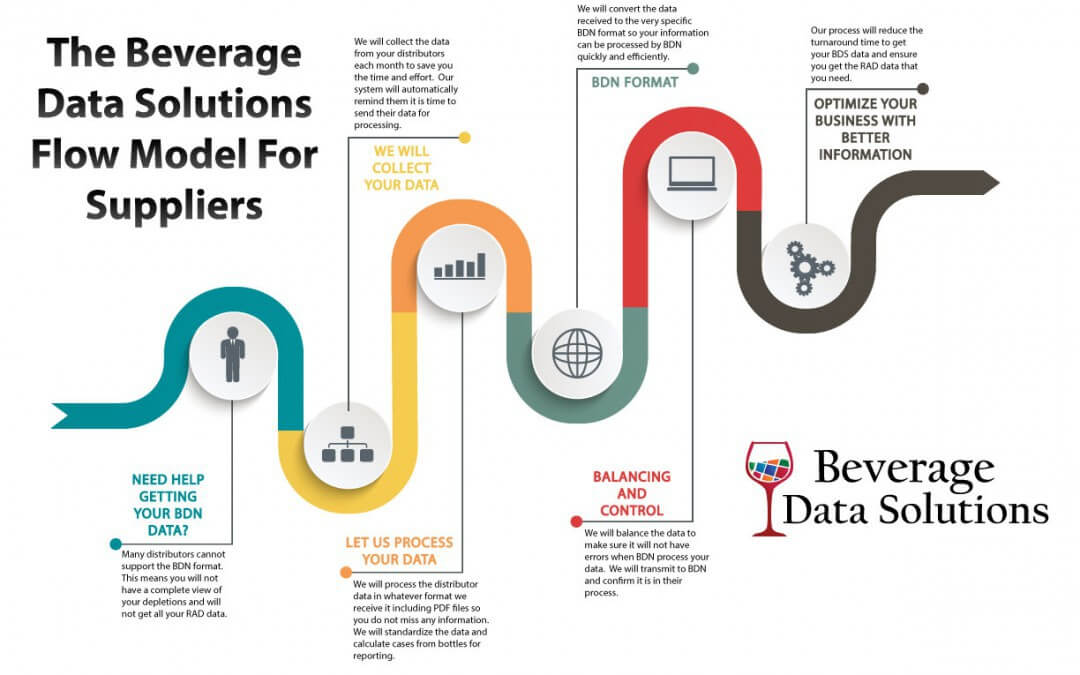 The Beverage
Data Solutions
Flow Model For
Suppliers
NEED HELP
GETTING
YOUR BDN
DATA?
Many distributors cannot
support the BDN format.
This means you will not
have a complete view of
your depletions and will
not get all your RAD data.
We will collect the data
from your distributors
each month to save you
the time and effort. Our
system will automatically
remind them it is time to
send their data for
processing.
WE WILL
COLLECT
YOUR DATA
LET US PROCESS
YOUR DATA
We will process the distributor
data in whatever format we
receive it including PDF files so
you do not miss any information.
We will standardize the data and
calculate cases from bottles for
reporting.
We will convert the data
received to the very specific
BDN format so your information
can be processed by BDN
quickly and efficiently.
BDN FORMAT
BALANCING
AND
CONTROL
We will balance the data to
make sure it will not have
errors when BDN process your
data. We will transmit to BDN
and confirm it is in their
process.
Our process will reduce the
turnaround time to get
your BDS data and ensure
you get the RAD data that
you need.
OPTIMIZE YOUR
BUSINESS WITH
BETTER
INFORMATION
Beverage
Data Solutions